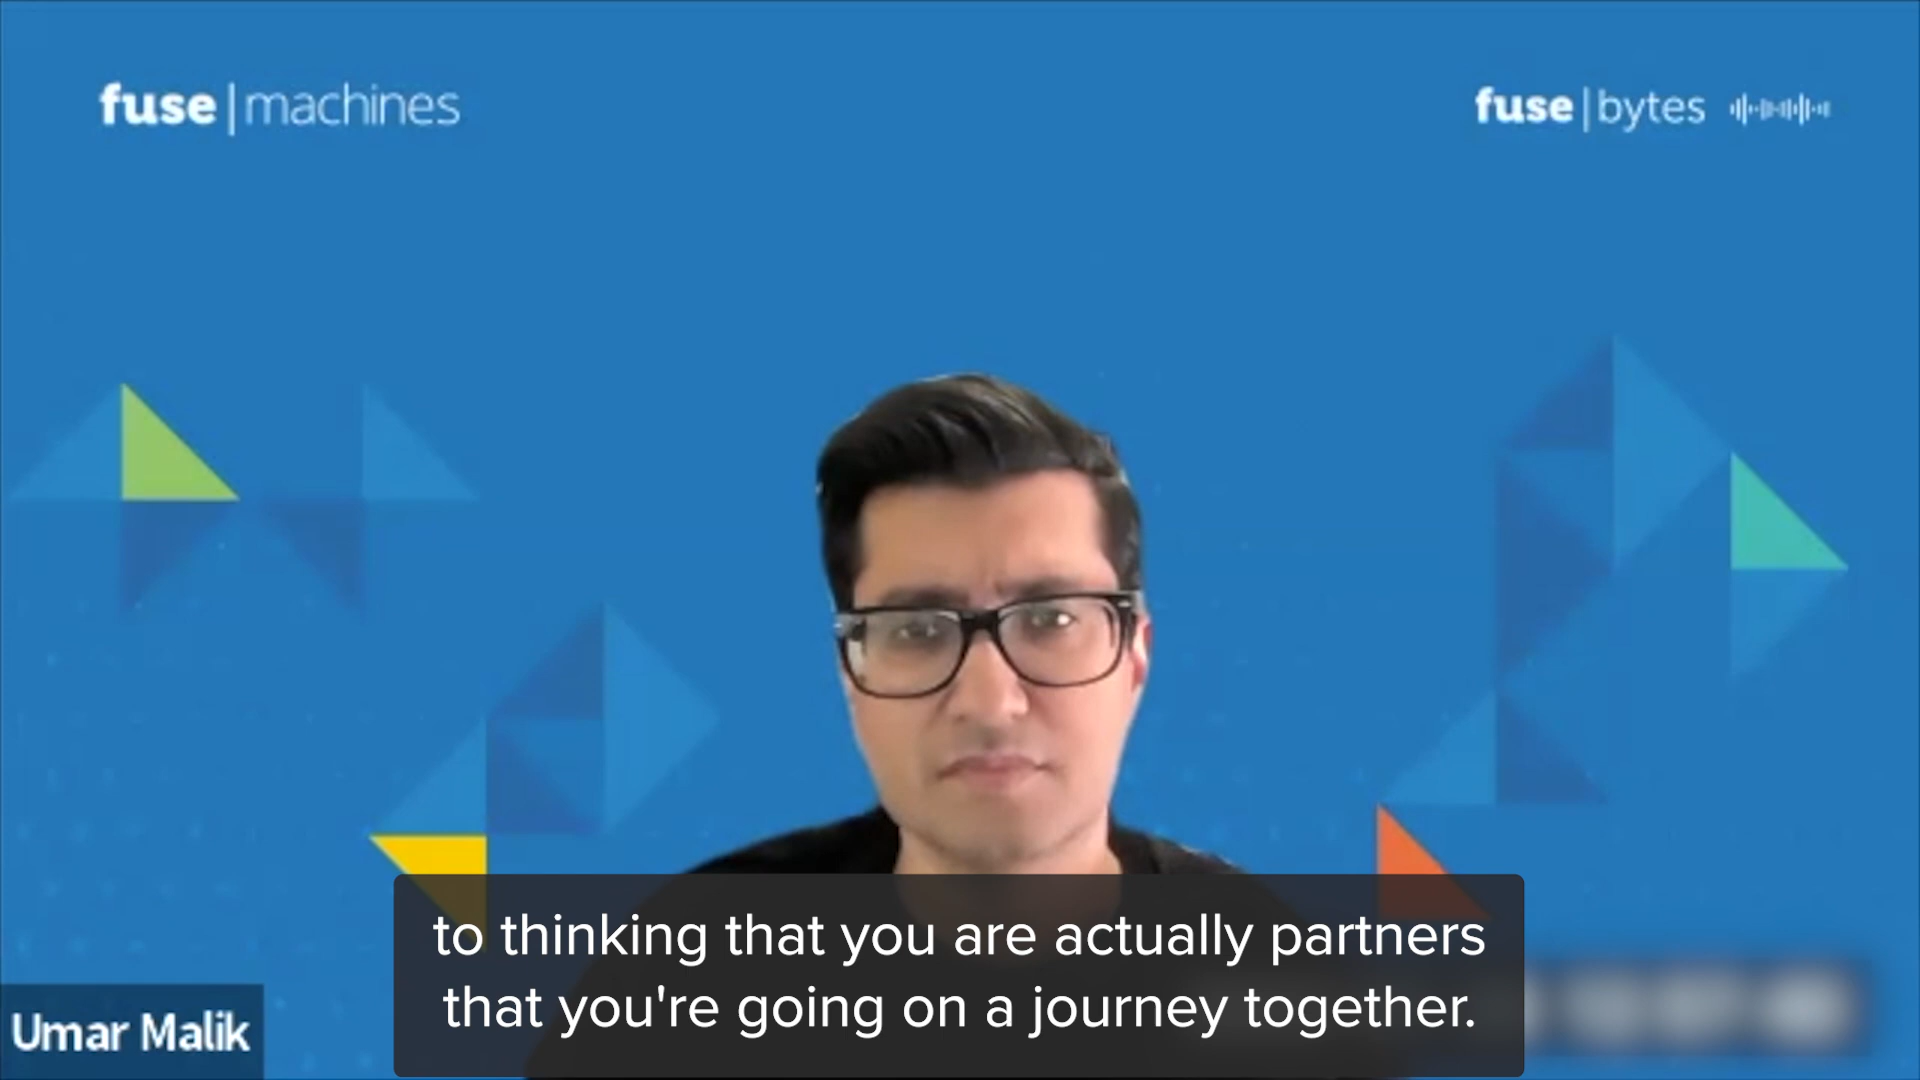 fuse|machines
fuse|bytes
to thinking that you are actually partners
that you're going on a journey together.
Umar Malik